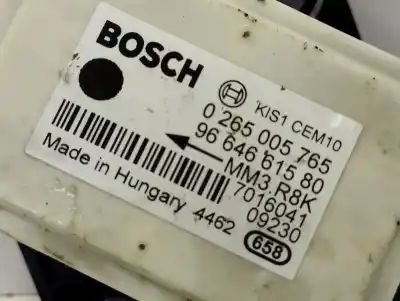 BOSCH
KIS1 CEM10
0 265 005 765
96 646 615 80
MM3.R8K
7016041
09230
Made in Hungary 4462
658